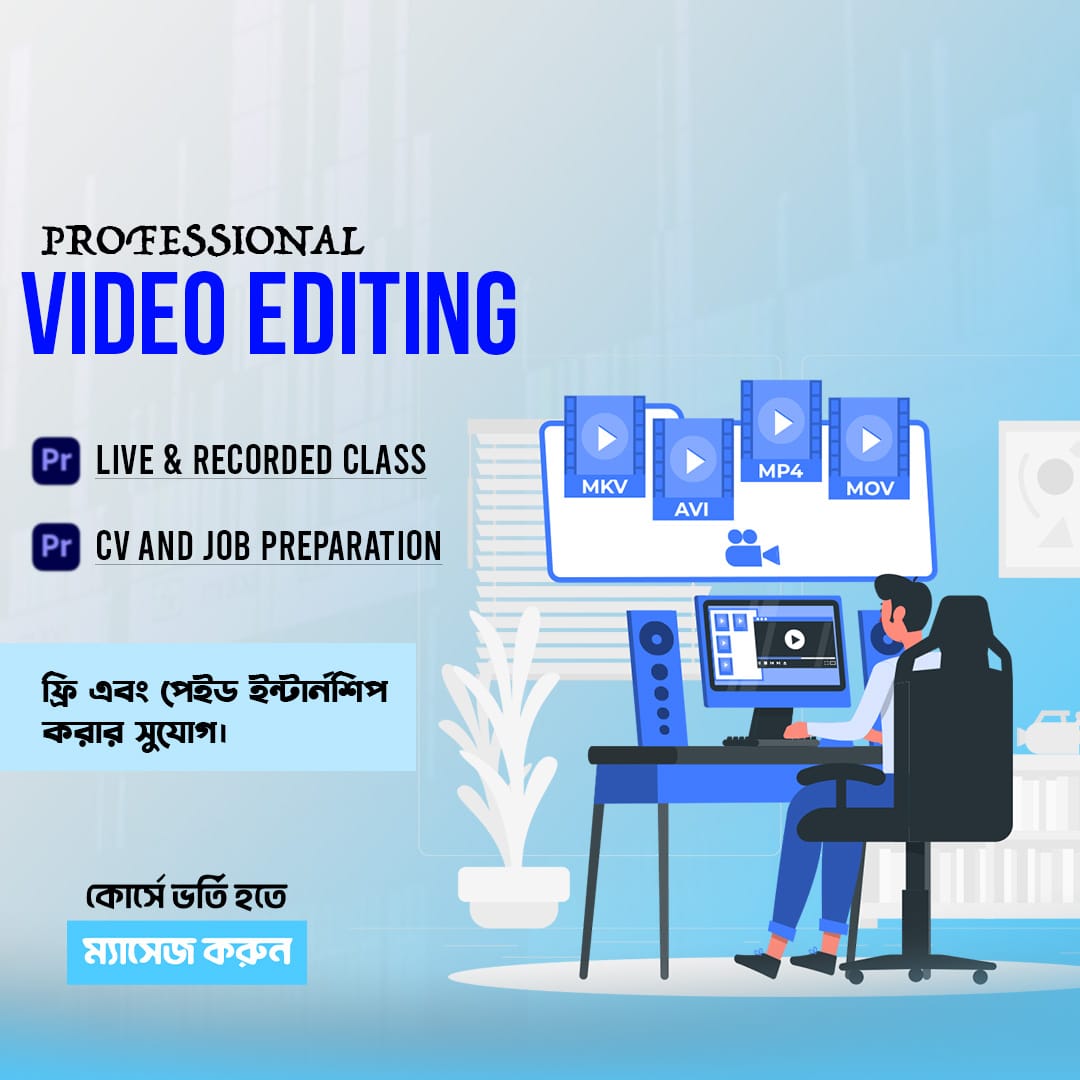 PROFESSIONAL
VIDEO EDITING
Pr LIVE & RECORDED CLASS
Pr CV AND JOB PREPARATION
ফ্রি এবং পেইড ইন্টার্নশিপ
করার সুযোগ।
কোর্সে ভর্তি হতে
ম্যাসেজ করুন
MKV
AVI
MP4
MOV